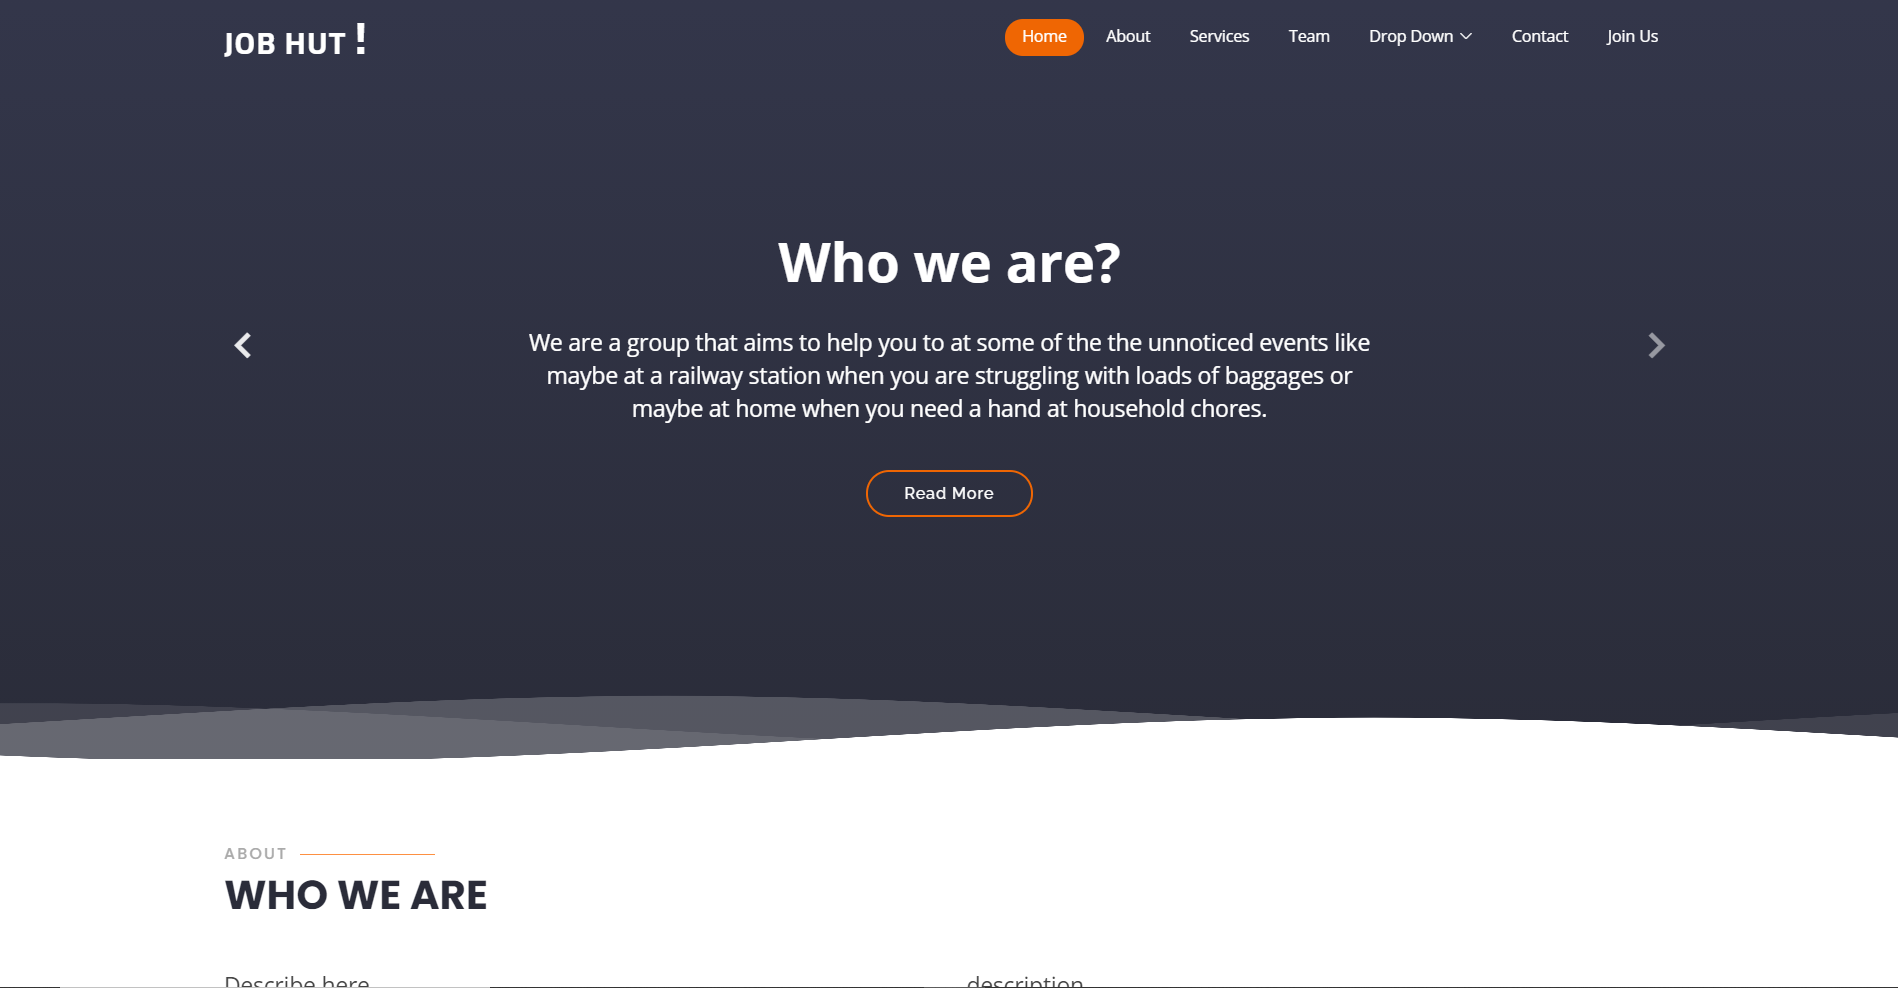 JOB HUT !
Home About Services Team Drop Down Contact Join Us
Who we are?
We are a group that aims to help you to at some of the the unnoticed events like
maybe at a railway station when you are struggling with loads of baggages or
maybe at home when you need a hand at household chores.
Read More
ABOUT
WHO WE ARE
Describe here
description